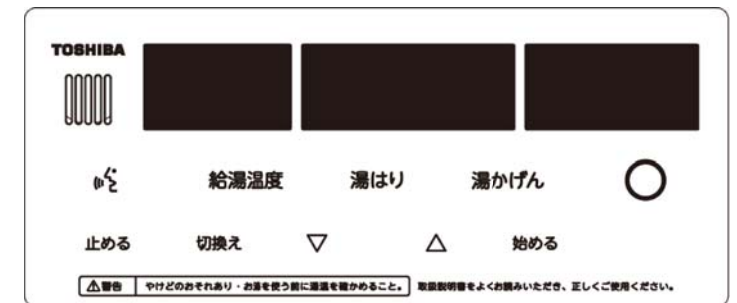 TOSHIBA
給湯温度 湯はり 湯かげん
止める 切換え ▽ △ 始める
⚠警告 やけどのおそれあり・お湯を使う前に湯温を確かめること。 取扱説明書をよくお読みいただき、正しくご使用ください。